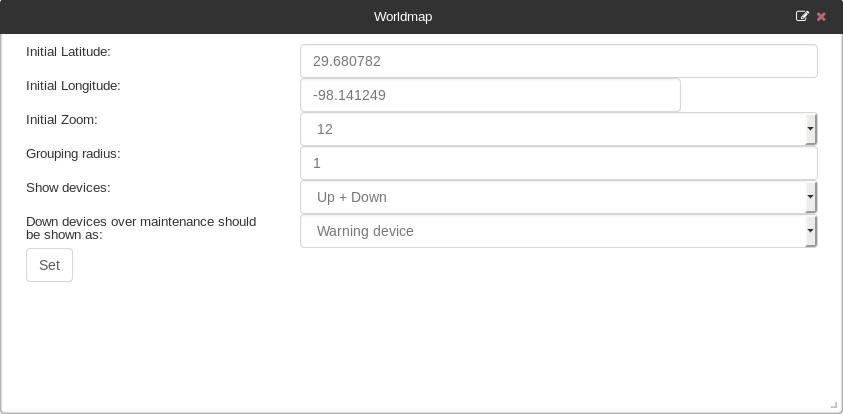 Worldmap
Initial Latitude:
29.680782
Initial Longitude:
-98.141249
Initial Zoom:
12
Grouping radius:
1
Show devices:
Up + Down
Down devices over maintenance should
be shown as:
Warning device
Set